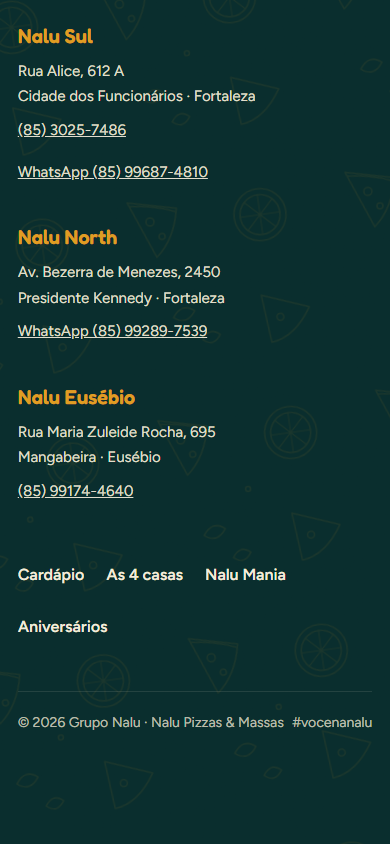 Nalu Sul
Rua Alice, 612 A
Cidade dos Funcionários · Fortaleza
(85) 3025-7486
WhatsApp (85) 99687-4810
Nalu North
Av. Bezerra de Menezes, 2450
Presidente Kennedy · Fortaleza
WhatsApp (85) 99289-7539
Nalu Eusébio
Rua Maria Zuleide Rocha, 695
Mangabeira · Eusébio
(85) 99174-4640
Cardápio As 4 casas Nalu Mania
Aniversários
© 2026 Grupo Nalu · Nalu Pizzas & Massas #vocenanalu